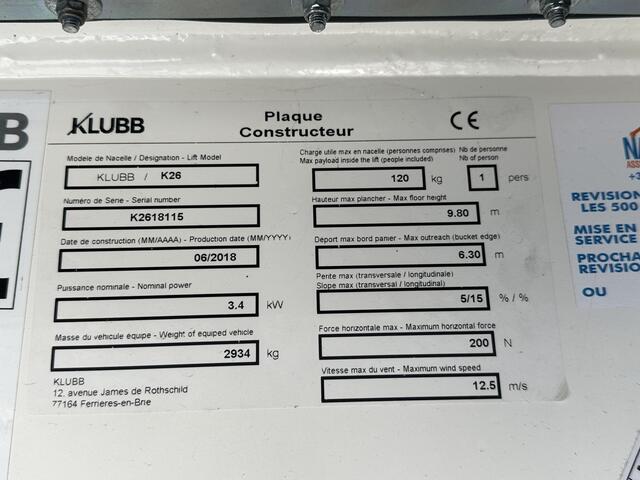 B
KLUBB
Plaque
Constructeur
CE
Modele de Nacelle / Designation - Lift Model
KLUBB / K26
Numéro de Serie - Serial number
K2618115
Date de construction (MM/AAAA) - Production date (MM/YYYY)
06/2018
Puissance nominale - Nominal power
3.4 kW
Masse du vehicule équipe - Weight of equiped vehicle
2934 kg
KLUBB
12, avenue James de Rothschild
77164 Ferrieres-en-Brie
Charge utile max en nacelle (personnes comprises)
Max payload inside the lift (people included)
120 kg
Nb de personne
Nb of person
1 pers
Hauteur max plancher - Max floor height
9.80 m
Déport max bord panier - Max outreach (bucket edge)
6.30 m
Pente max (transversale / longitudinale)
Slope max (transversal / longitudinal)
5/15 % / %
Force horizontale max - Maximum horizontal force
200 N
Vitesse max du vent - Maximum wind speed
12.5 m/s
NA
ASS
+3
REVISION
LES 500
MISE EN
SERVICE
PROCHA
REVISION
OU